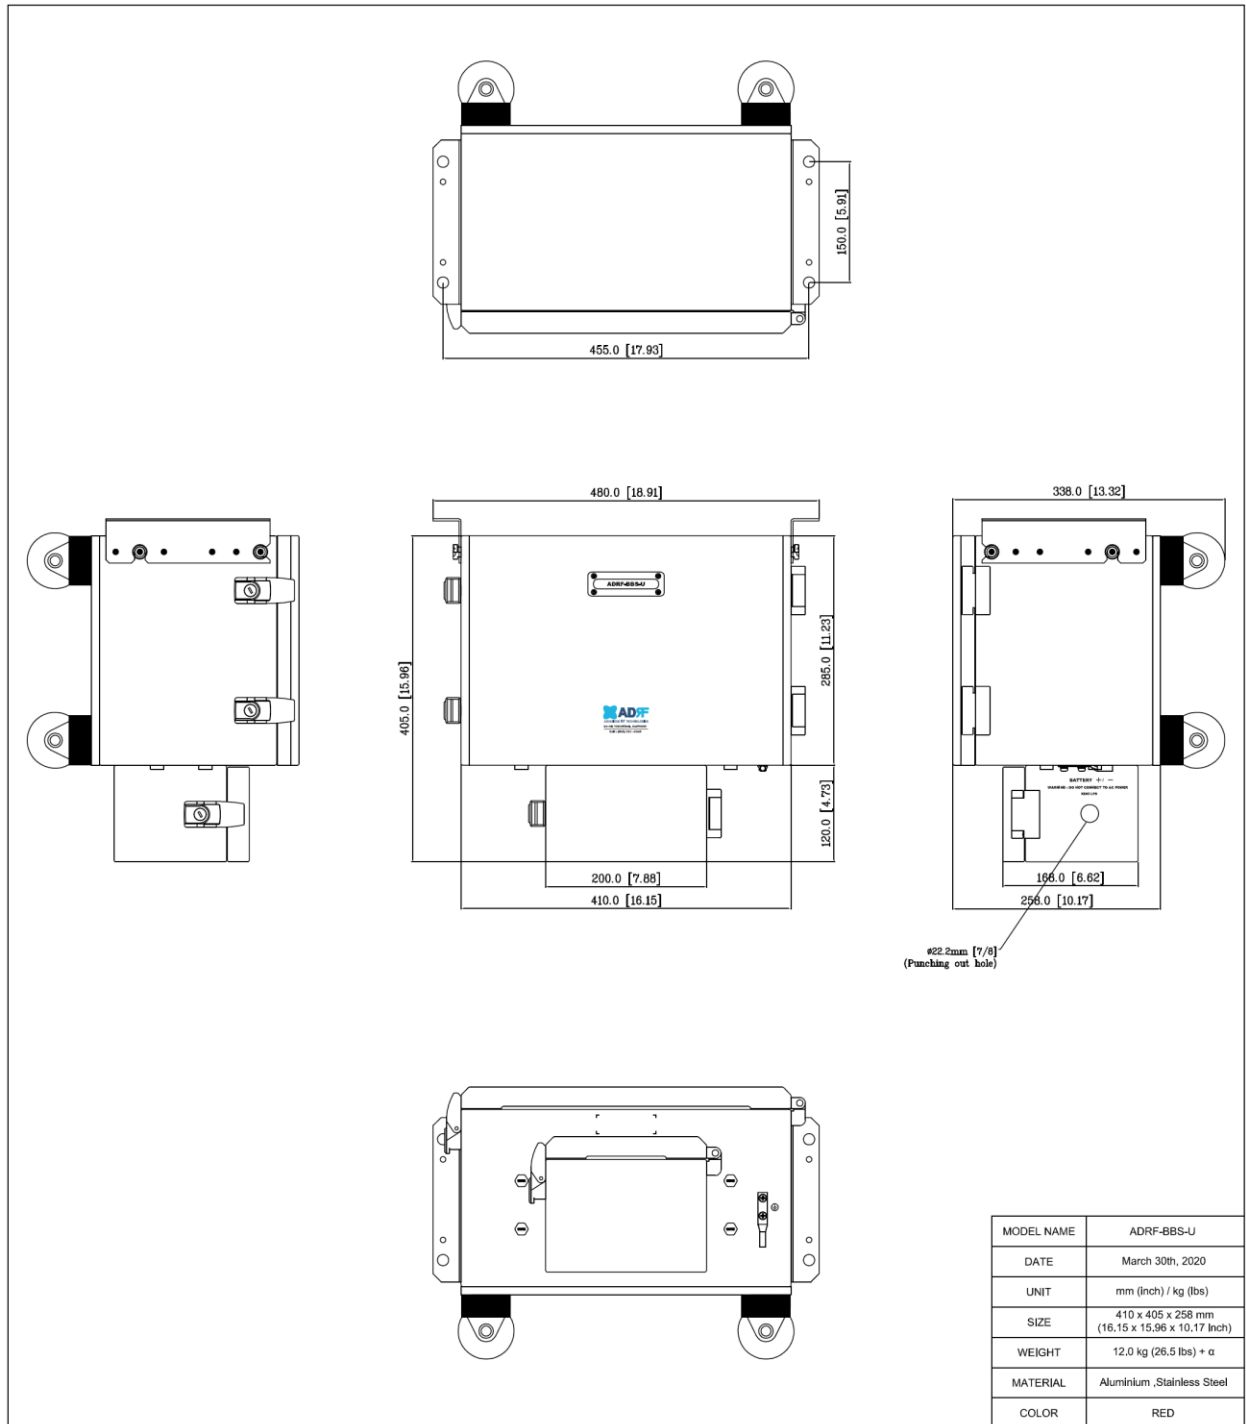 150.0 [5.91]
455.0 [17.93]
480.0 [18.91]
338.0 [13.32]
ADRF-BBS-U
405.0 [15.96]
285.0 [11.23]
ADRF
120.0 [4.73]
BATTERY + -
WARNING : DO NOT CONNECT TO AC POWER
200.0 [7.88]
410.0 [16.15]
168.0 [6.62]
258.0 [10.17]
ø22.2mm [7/8]
(Punching out hole)
MODEL NAME ADRF-BBS-U
DATE March 30th, 2020
UNIT mm (inch) / kg (lbs)
SIZE 410 x 405 x 258 mm
(16.15 x 15.96 x 10.17 Inch)
WEIGHT 12.0 kg (26.5 lbs) + α
MATERIAL Aluminium ,Stainless Steel
COLOR RED